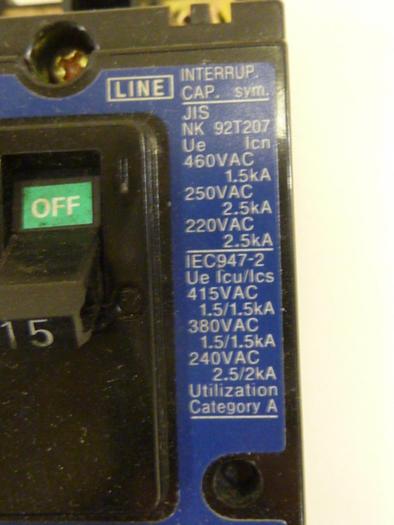 LINE
INTERRUP.
CAP. sym.
JIS
NK 92T207
Ue Icn
460VAC
1.5kA
250VAC
2.5kA
220VAC
2.5kA
IEC947-2
Ue Icu/Ics
415VAC
1.5/1.5kA
380VAC
1.5/1.5kA
240VAC
2.5/2kA
Utilization
Category A
OFF
15